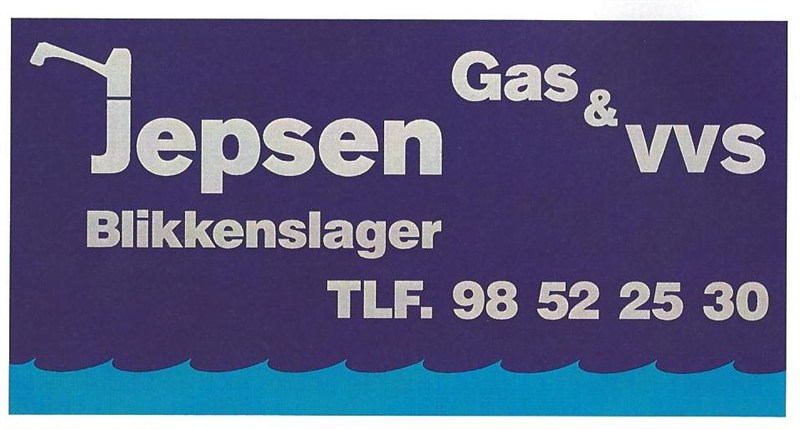 Jepsen
Gas & VVS
Blikkenslager
TLF. 98 52 25 30